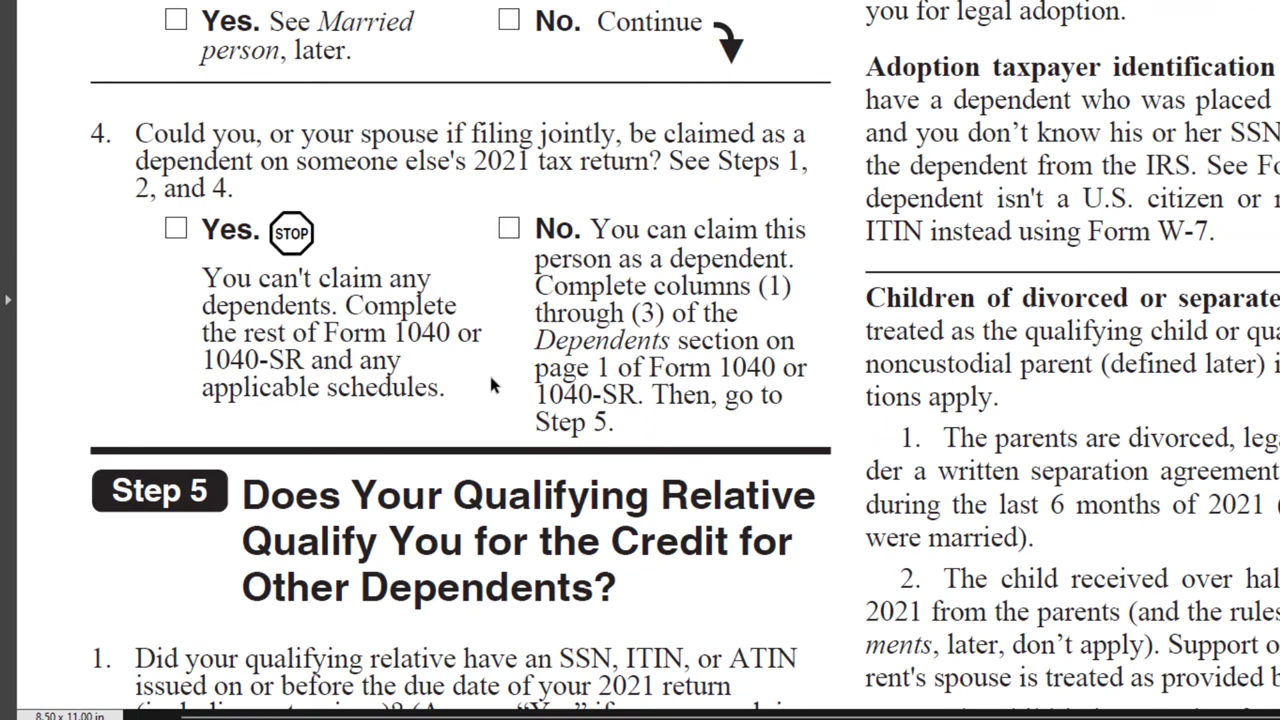 Yes. See Married
person, later.
No. Continue
4. Could you, or your spouse if filing jointly, be claimed as a
dependent on someone else's 2021 tax return? See Steps 1,
2, and 4.
Yes. STOP
You can't claim any
dependents. Complete
the rest of Form 1040 or
1040-SR and any
applicable schedules.
No. You can claim this
person as a dependent.
Complete columns (1)
through (3) of the
Dependents section on
page 1 of Form 1040 or
1040-SR. Then, go to
Step 5.
Step 5 Does Your Qualifying Relative
Qualify You for the Credit for
Other Dependents?
1. Did your qualifying relative have an SSN, ITIN, or ATIN
issued on or before the due date of your 2021 return
you for legal adoption.
Adoption taxpayer identification
have a dependent who was placed
and you don’t know his or her SSN
the dependent from the IRS. See
dependent isn't a U.S. citizen or
ITIN instead using Form W-7.
Children of divorced or
treated as the qualifying child or
noncustodial parent (defined later)
tions apply.
1. The parents are divorced,
der a written separation agreement
during the last 6 months of 2021
were married).
2. The child received over
2021 from the parents (and the rules
ments, later, don’t apply). Support
rent's spouse is treated as provided
8.50 x 11.00 in